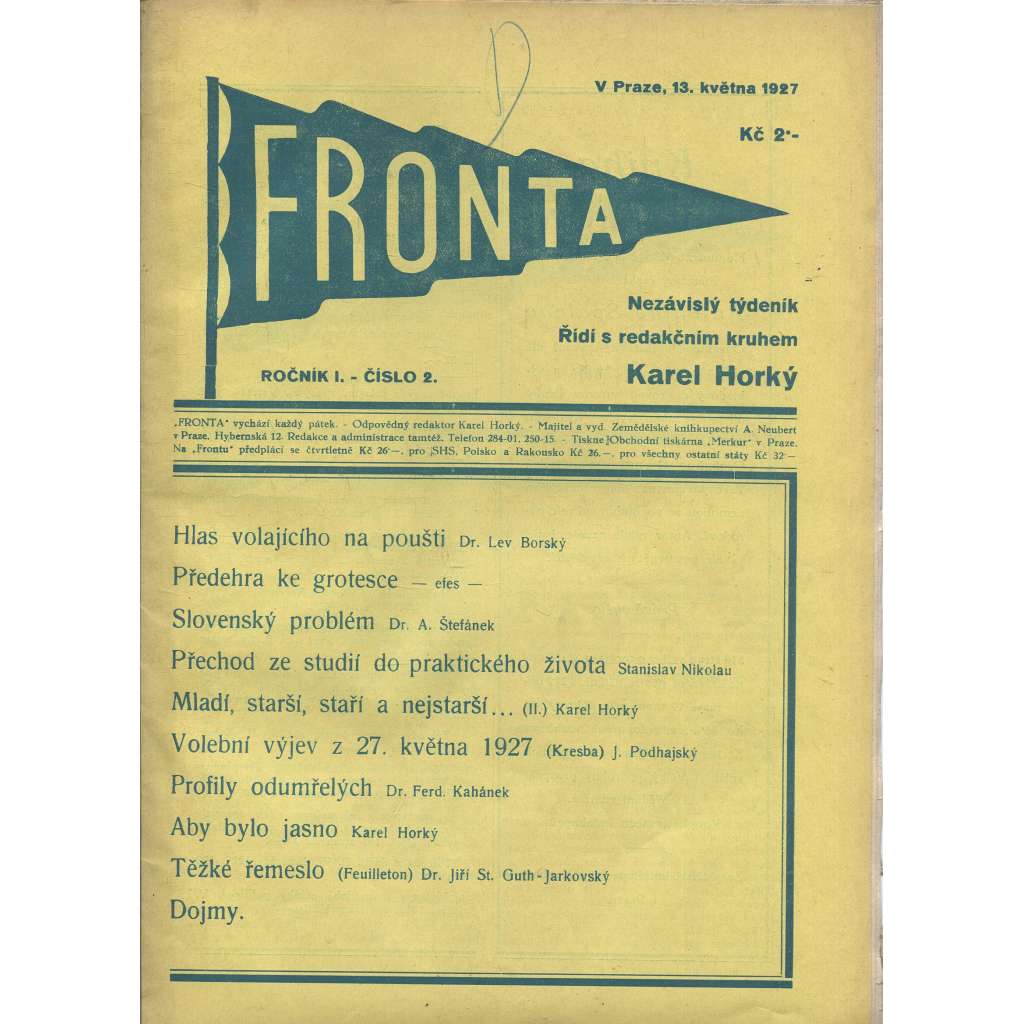 V Praze, 13. května 1927
Kč 2·-
FRONTA
Nezávislý týdeník
Řídí s redakčním kruhem
Karel Horký
ROČNÍK I. - ČÍSLO 2.
„FRONTA“ vychází každý pátek. - Odpovědný redaktor Karel Horký. - Majitel a vyd. Zemědělské knihkupectví A. Neubert
v Praze, Hybernská 12. Redakce a administrace tamtéž. Telefon 284-01, 250-15. - Tiskne Obchodní tiskárna „Merkur“ v Praze.
Na „Frontu“ předplácí se čtvrtletně Kč 26·—, pro SHS, Polsko a Rakousko Kč 26.—, pro všechny ostatní státy Kč 32·—
Hlas volajícího na poušti Dr. Lev Borský
Předehra ke grotesce — efes —
Slovenský problém Dr. A. Štefánek
Přechod ze studií do praktického života Stanislav Nikolau
Mladí, starší, staří a nejstarší... (II.) Karel Horký
Volební výjev z 27. května 1927 (Kresba) J. Podhajský
Profily odumřelých Dr. Ferd. Kahánek
Aby bylo jasno Karel Horký
Těžké řemeslo (Feuilleton) Dr. Jiří St. Guth-Jarkovský
Dojmy.